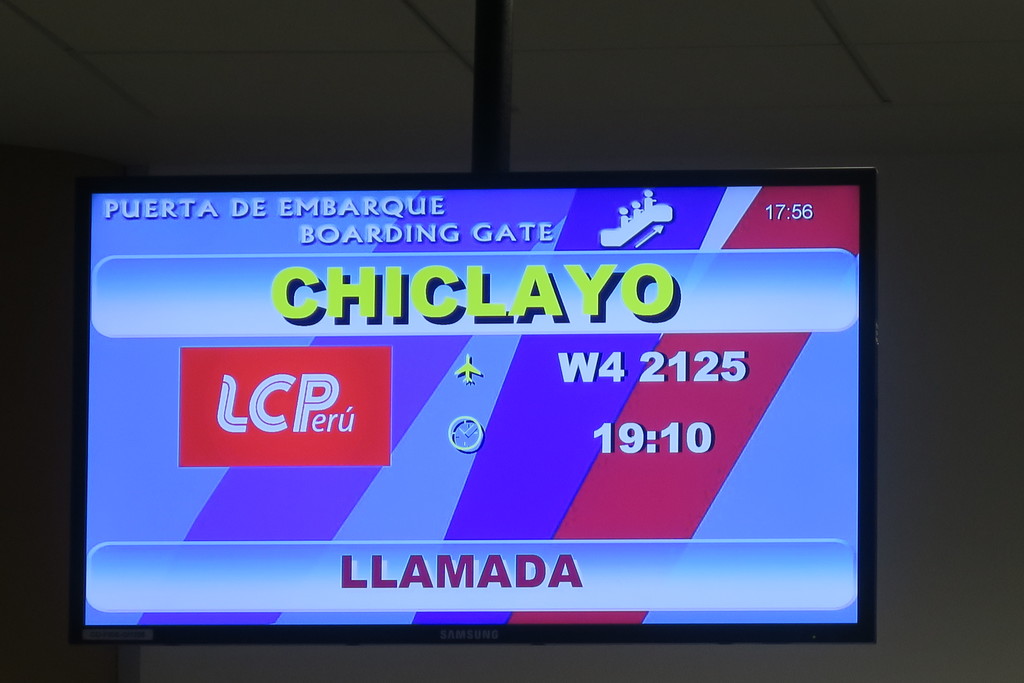 PUERTA DE EMBARQUE
BOARDING GATE
17:56
CHICLAYO
LCPerú
W4 2125
19:10
LLAMADA
SAMSUNG